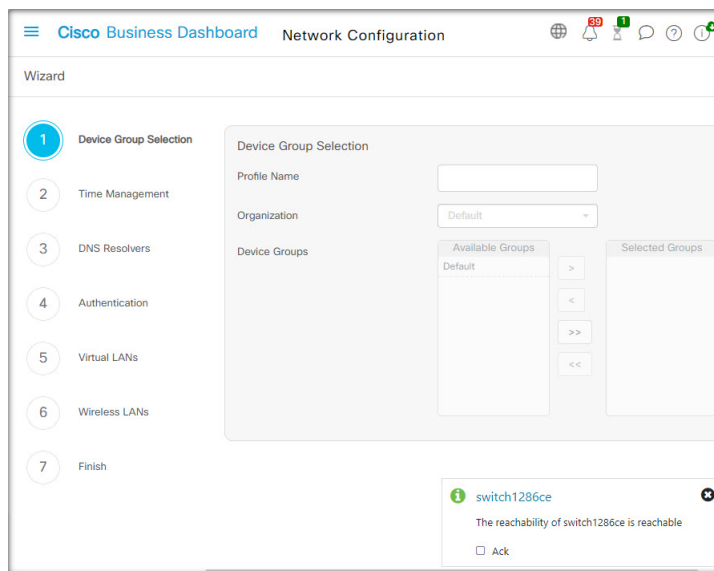 Cisco Business Dashboard Network Configuration 39 1
Wizard
1 Device Group Selection
2 Time Management
3 DNS Resolvers
4 Authentication
5 Virtual LANs
6 Wireless LANs
7 Finish
Device Group Selection
Profile Name
Organization Default
Device Groups Available Groups Selected Groups
Default
>
<
>>
<<
switch1286ce
The reachability of switch1286ce is reachable
Ack